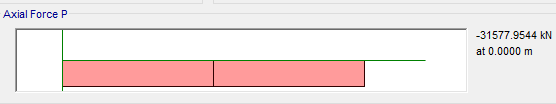 Axial Force P
-31577.9544 kN
at 0.0000 m